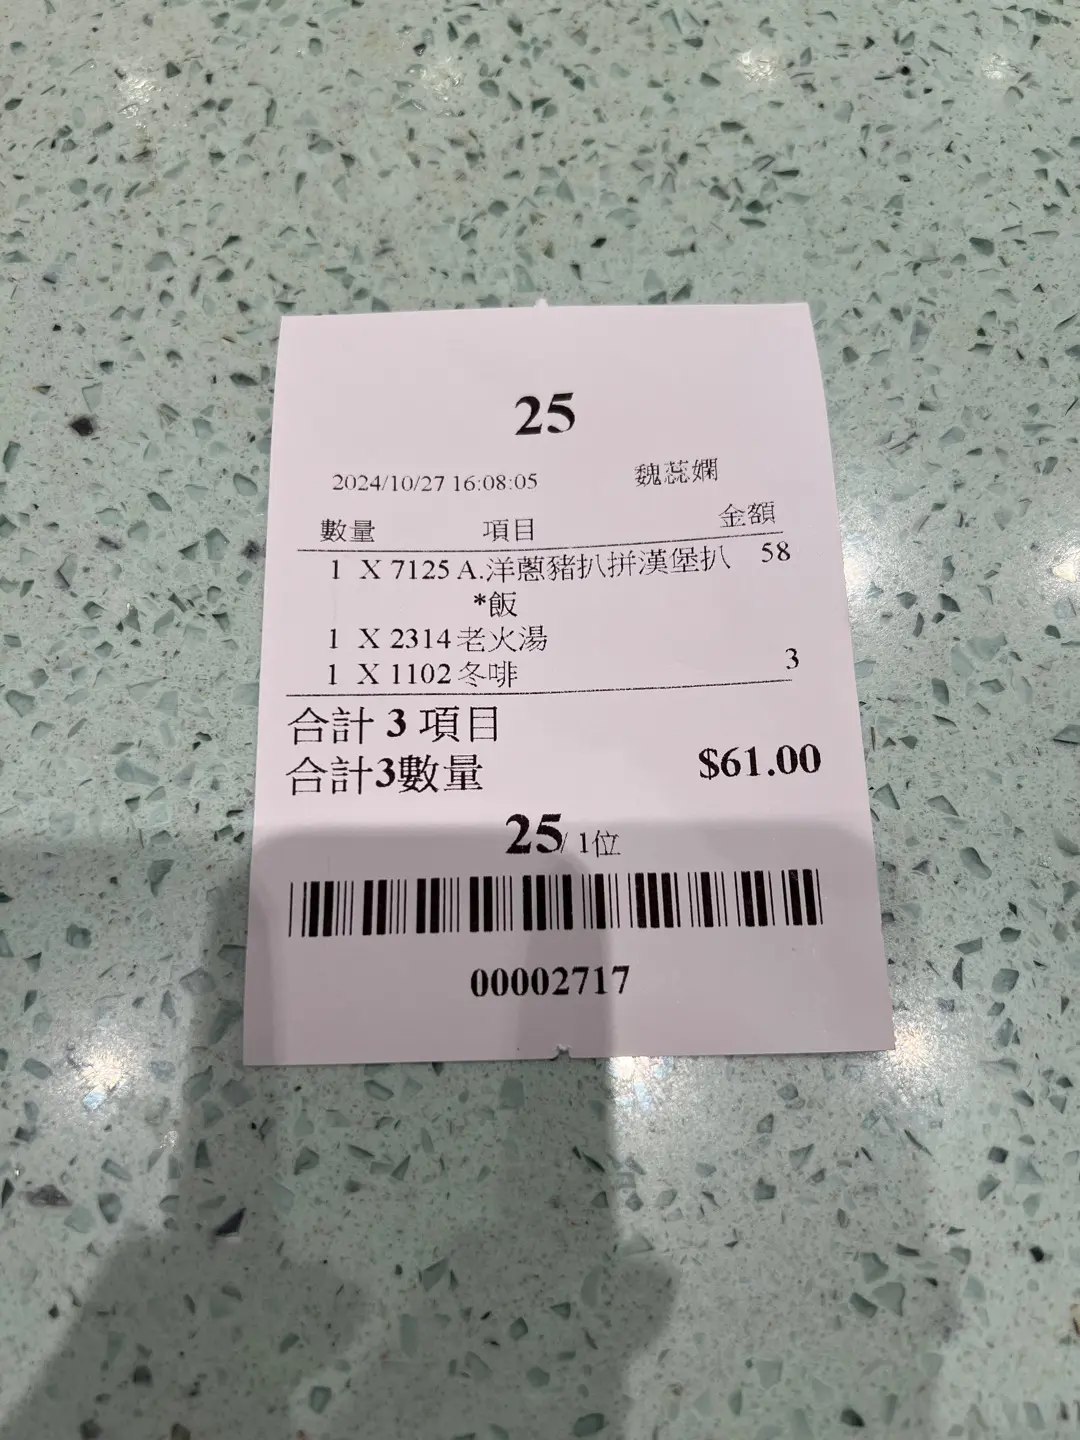 25
2024/10/27 16:08:05 魏蕊嫻
數量 項目 金額
1 X 7125 A.洋蔥豬扒拼漢堡扒 58
*飯
1 X 2314 老火湯
1 X 1102 冬啡 3
合計 3 項目
合計3數量 $61.00
25/ 1位
00002717